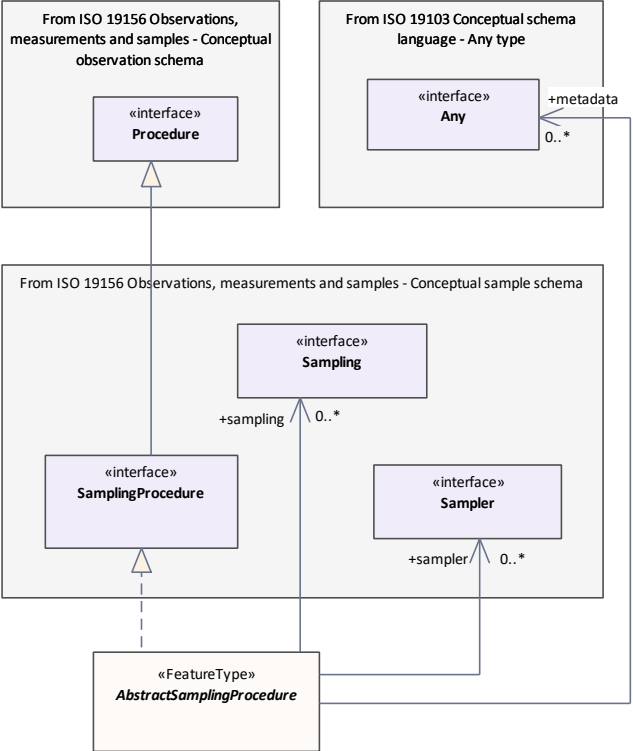 From ISO 19156 Observations,
measurements and samples - Conceptual
observation schema
«interface»
Procedure
From ISO 19103 Conceptual schema
language - Any type
«interface»
Any
+metadata
0..*
From ISO 19156 Observations, measurements and samples - Conceptual sample schema
«interface»
Sampling
+sampling
0..*
«interface»
SamplingProcedure
«interface»
Sampler
+sampler
0..*
«FeatureType»
AbstractSamplingProcedure